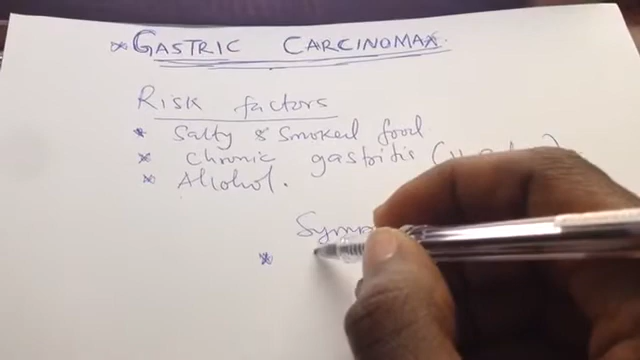 * GASTRIC CARCINOMA *
Risk factors
* Salty & smoked food
* Chronic gastritis (
* Alcohol.
*